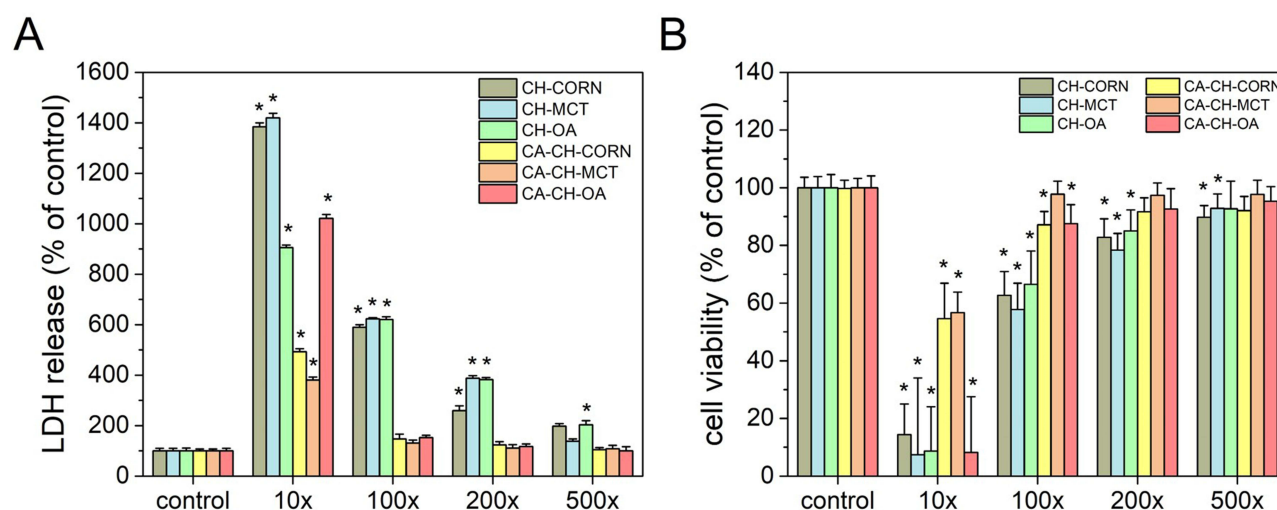 A
LDH release (% of control)
1600
1400
1200
1000
800
600
400
200
0
CH-CORN
CH-MCT
CH-OA
CA-CH-CORN
CA-CH-MCT
CA-CH-OA
* * * * * *
* * *
* * *
*
control 10x 100x 200x 500x
B
cell viability (% of control)
140
120
100
80
60
40
20
0
CH-CORN CA-CH-CORN
CH-MCT CA-CH-MCT
CH-OA CA-CH-OA
* * * * * *
* * * * *
* * *
* *
control 10x 100x 200x 500x